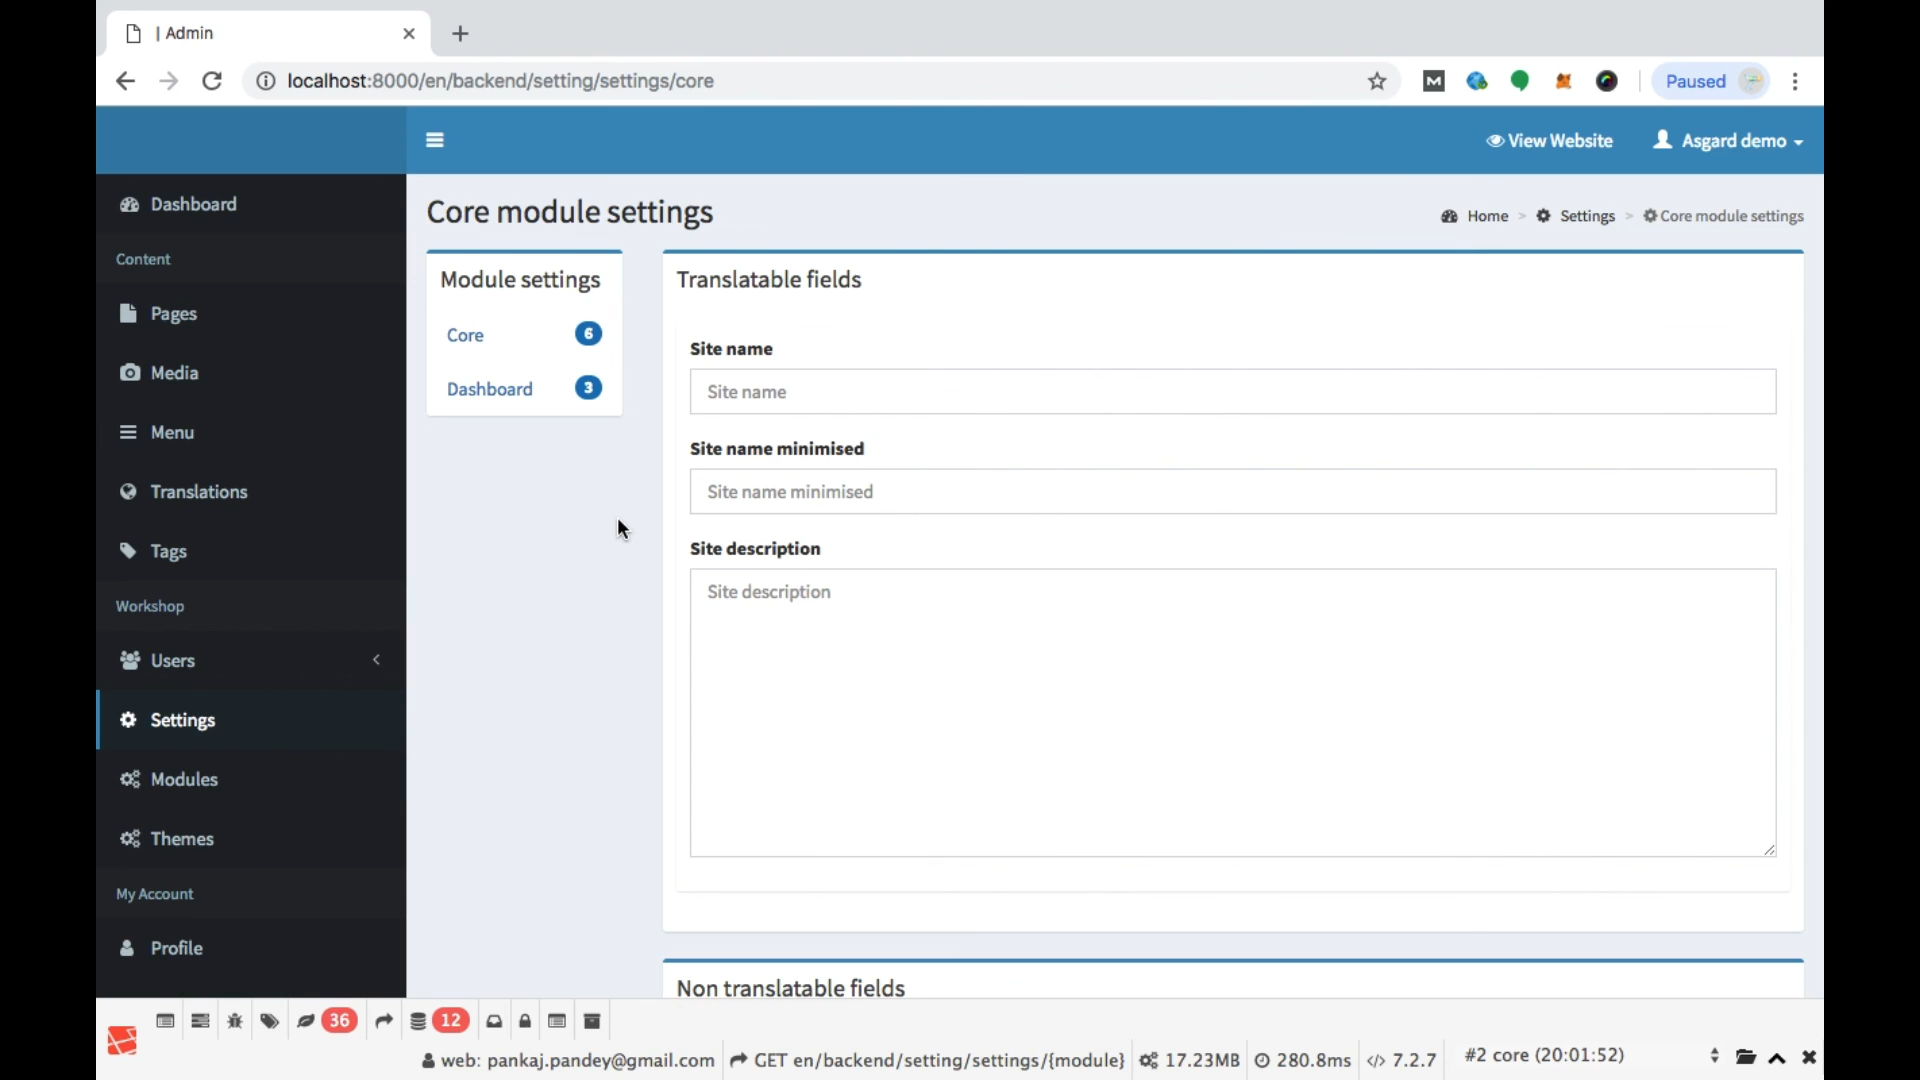 | Admin
localhost:8000/en/backend/setting/settings/core
Paused
View Website
Asgard demo
Dashboard
Content
Pages
Media
Menu
Translations
Tags
Workshop
Users
Settings
Modules
Themes
My Account
Profile
Core module settings
Home > Settings > Core module settings
Module settings
Core 6
Dashboard 3
Translatable fields
Site name
Site name
Site name minimised
Site name minimised
Site description
Site description
Non translatable fields
36
12
web: pankaj.pandey@gmail.com
GET en/backend/setting/settings/{module}
17.23MB
280.8ms
7.2.7
#2 core (20:01:52)